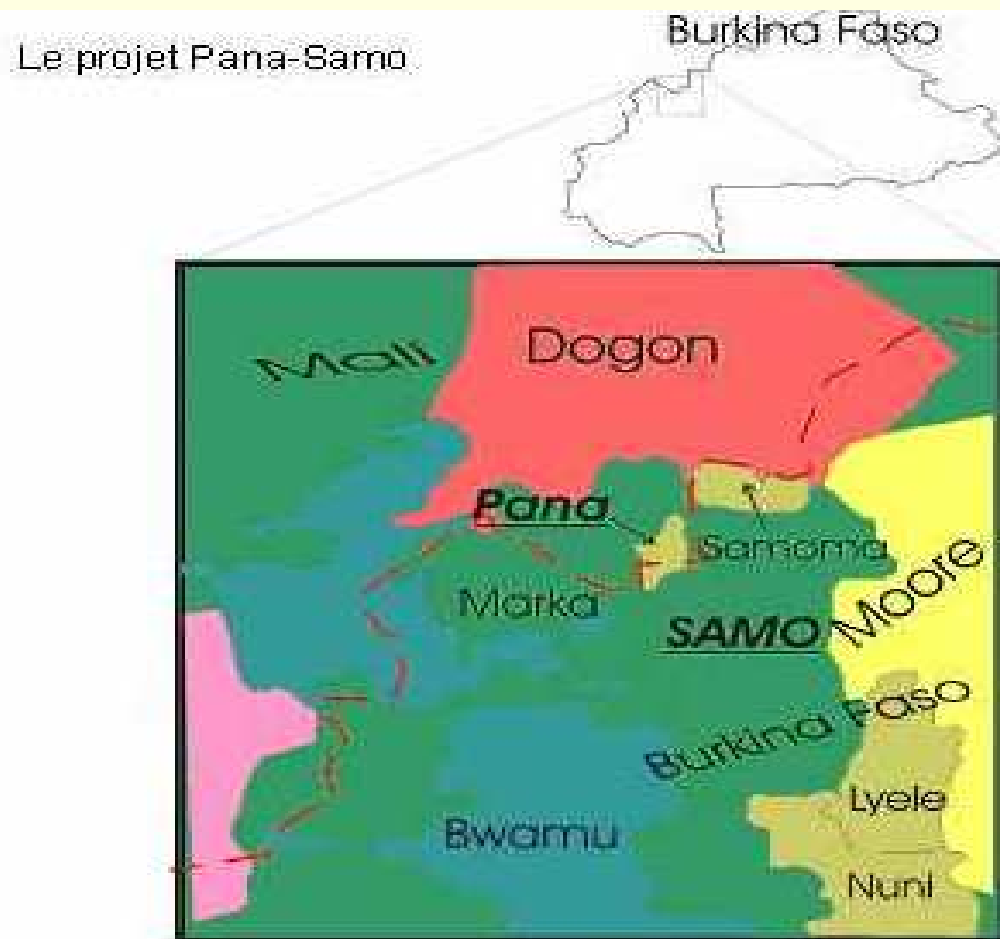 Burkina Faso
Le projet Pana-Samo
Mali
Dogon
Pana
Samoma
Marka
SAMO
Moore
Burkina Faso
Lyele
Bwamu
Nuni